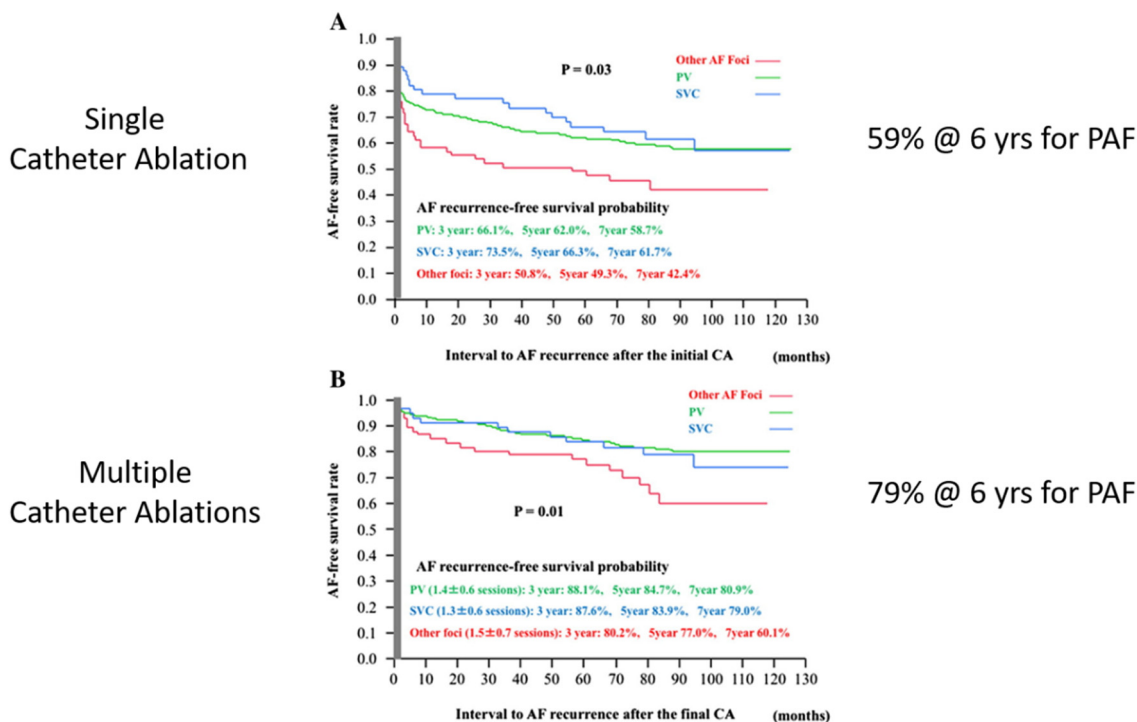 Single
Catheter Ablation
A
1.0
0.9
0.8
0.7
0.6
0.5
0.4
0.3
0.2
0.1
0.0
AF-free survival rate
P = 0.03
Other AF Foci
PV
SVC
AF recurrence-free survival probability
PV: 3 year: 66.1%, 5year 62.0%, 7year 58.7%
SVC: 3 year: 73.5%, 5year 66.3%, 7year 61.7%
Other foci: 3 year: 50.8%, 5year 49.3%, 7year 42.4%
0 10 20 30 40 50 60 70 80 90 100 110 120 130
Interval to AF recurrence after the initial CA (months)
59% @ 6 yrs for PAF
Multiple
Catheter Ablations
B
1.0
0.9
0.8
0.7
0.6
0.5
0.4
0.3
0.2
0.1
0.0
AF-free survival rate
Other AF Foci
PV
SVC
P = 0.01
AF recurrence-free survival probability
PV (1.4±0.6 sessions): 3 year: 88.1%, 5year 84.7%, 7year 80.9%
SVC (1.3±0.6 sessions): 3 year: 87.6%, 5year 83.9%, 7year 79.0%
Other foci (1.5±0.7 sessions): 3 year: 80.2%, 5year 77.0%, 7year 60.1%
0 10 20 30 40 50 60 70 80 90 100 110 120 130
Interval to AF recurrence after the final CA (months)
79% @ 6 yrs for PAF